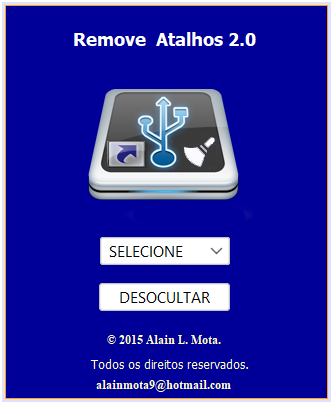 Remove Atalhos 2.0
SELECIONE
DESOCULTAR
© 2015 Alain L. Mota.
Todos os direitos reservados.
alainmota9@hotmail.com